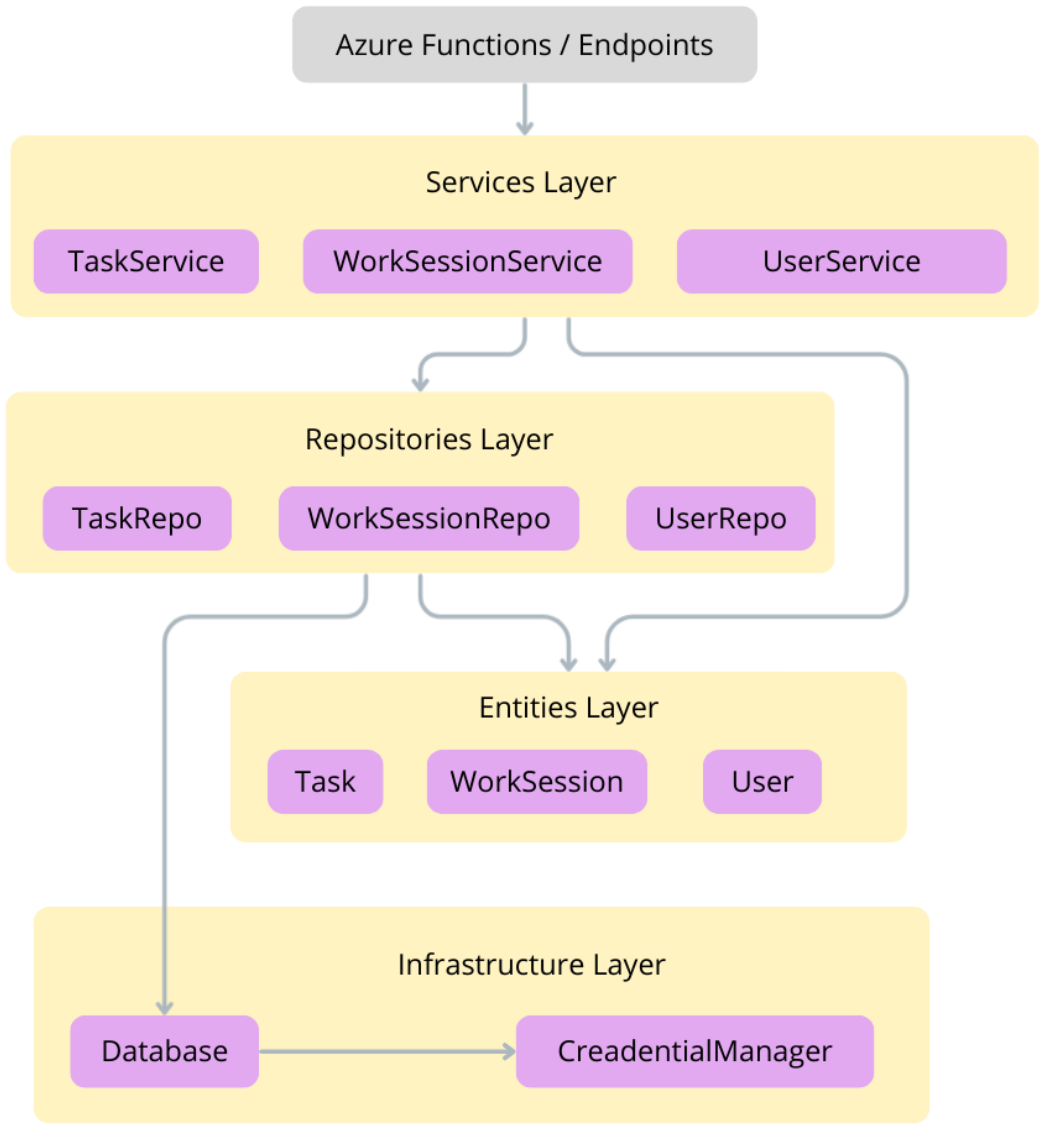 Azure Functions / Endpoints
Services Layer
TaskService
WorkSessionService
UserService
Repositories Layer
TaskRepo
WorkSessionRepo
UserRepo
Entities Layer
Task
WorkSession
User
Infrastructure Layer
Database
CreadentialManager